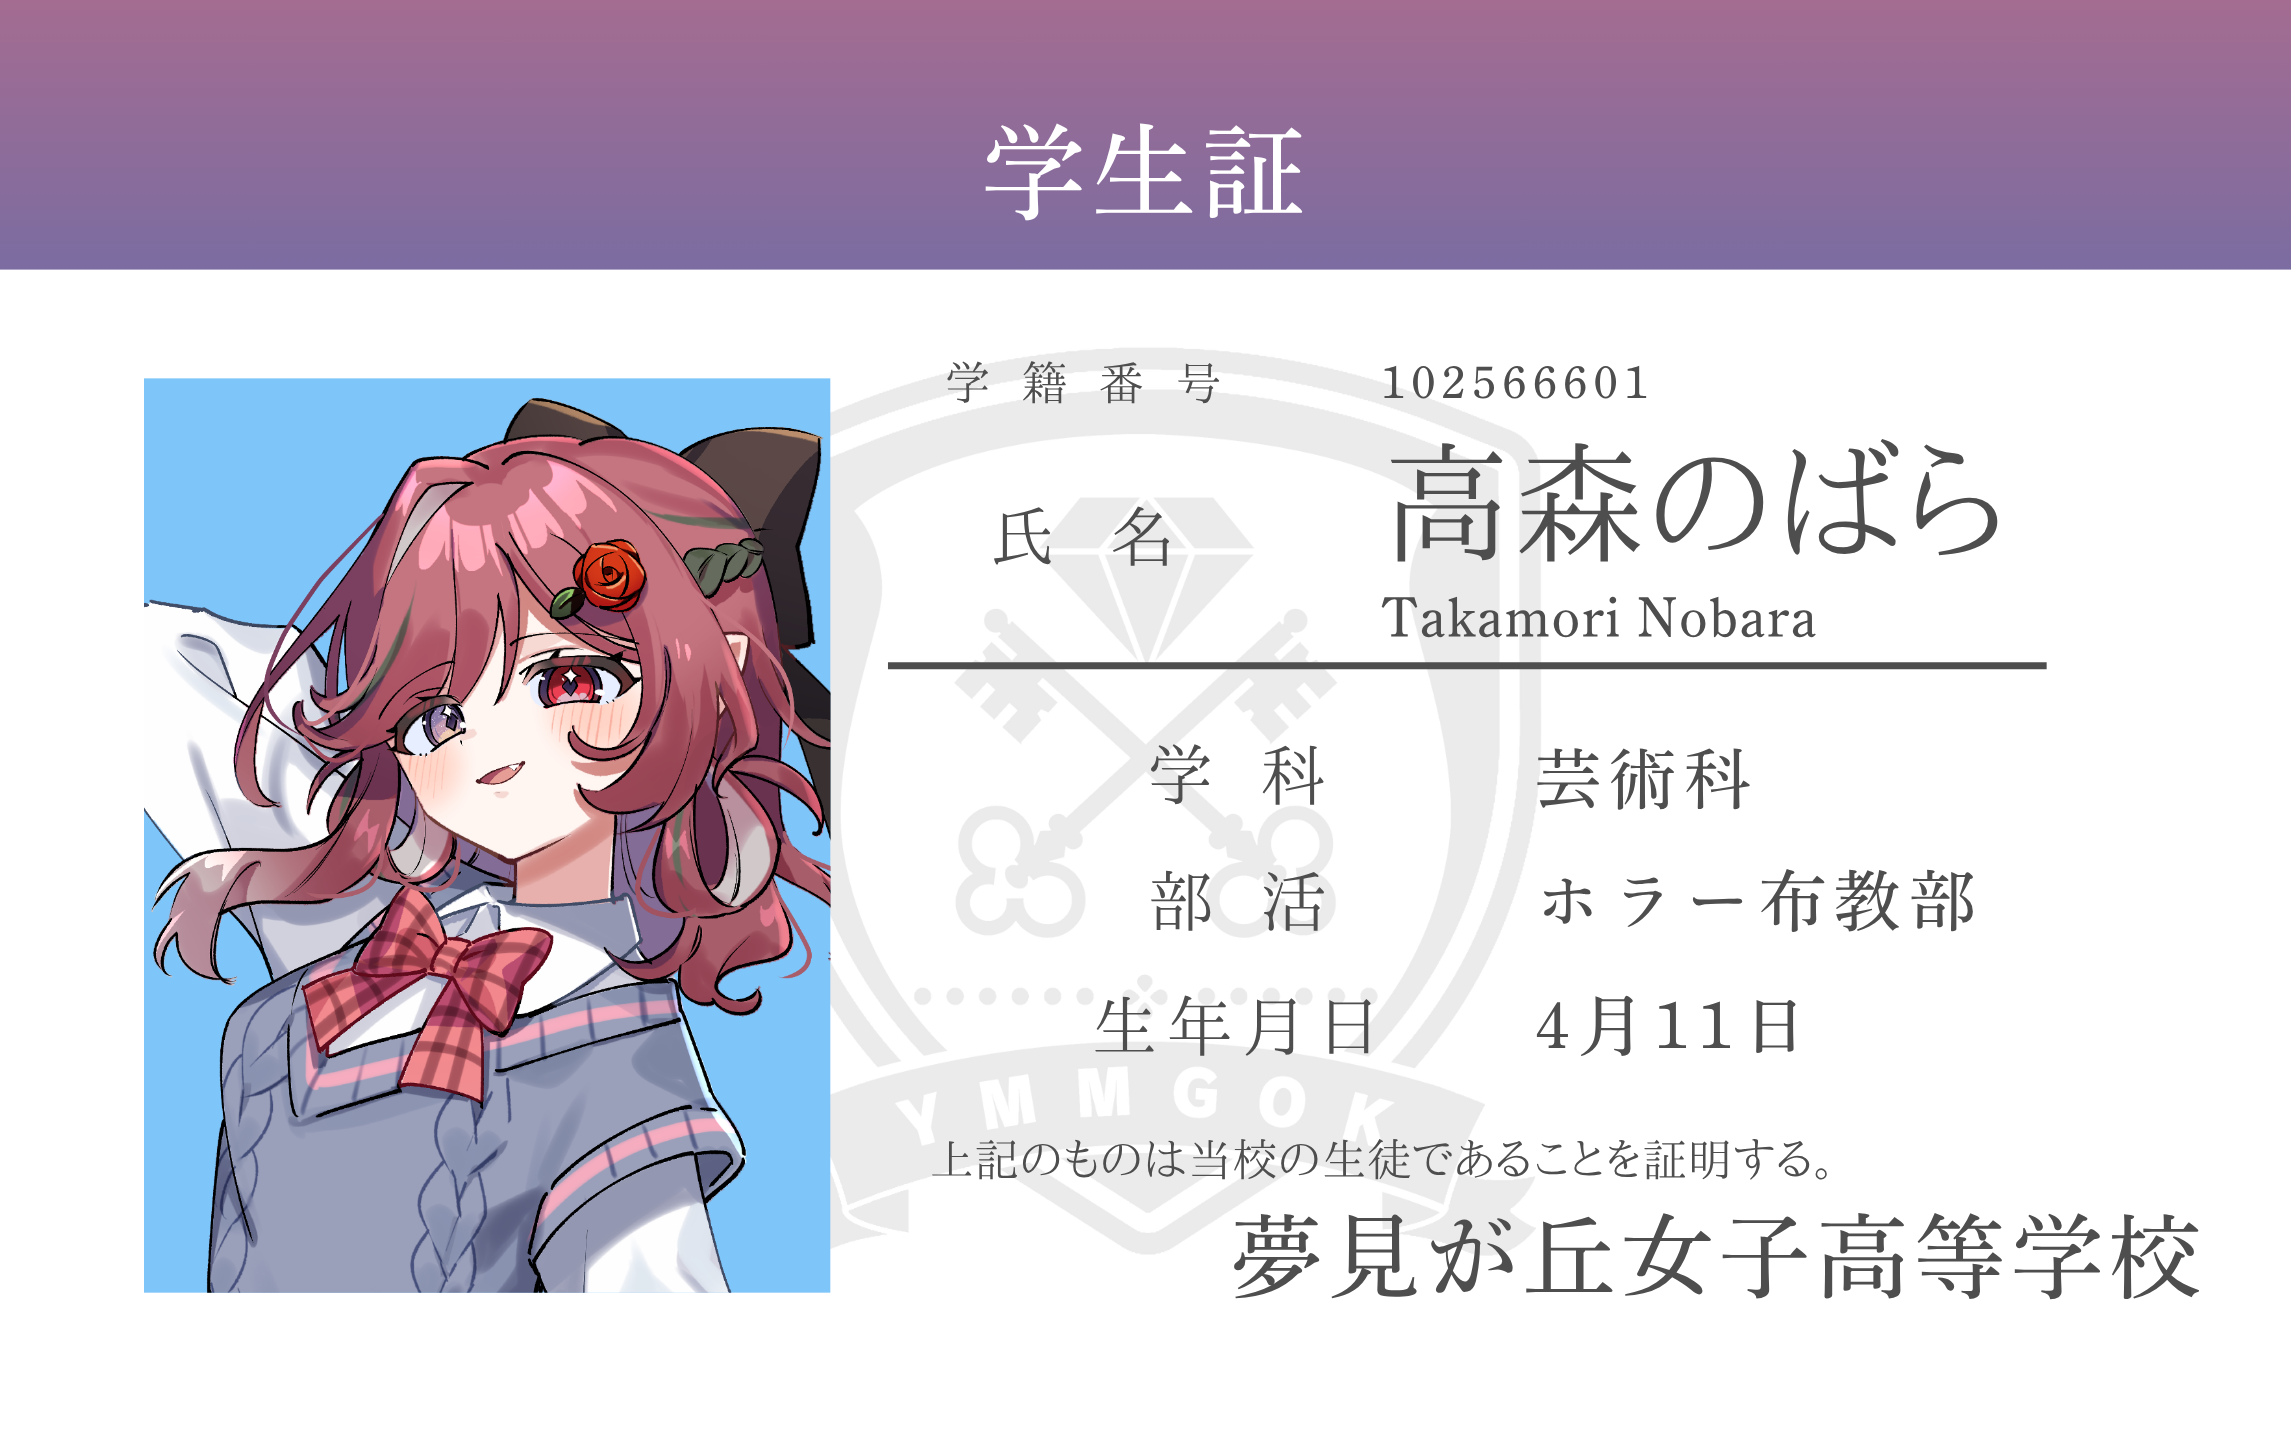 学生証
学籍番号 102566601
氏名 高森のばら
Takamori Nobara
学科 芸術科
部活 ホラー布教部
生年月日 4月11日
YMMGOK
上記のものは当校の生徒であることを証明する。
夢見が丘女子高等学校